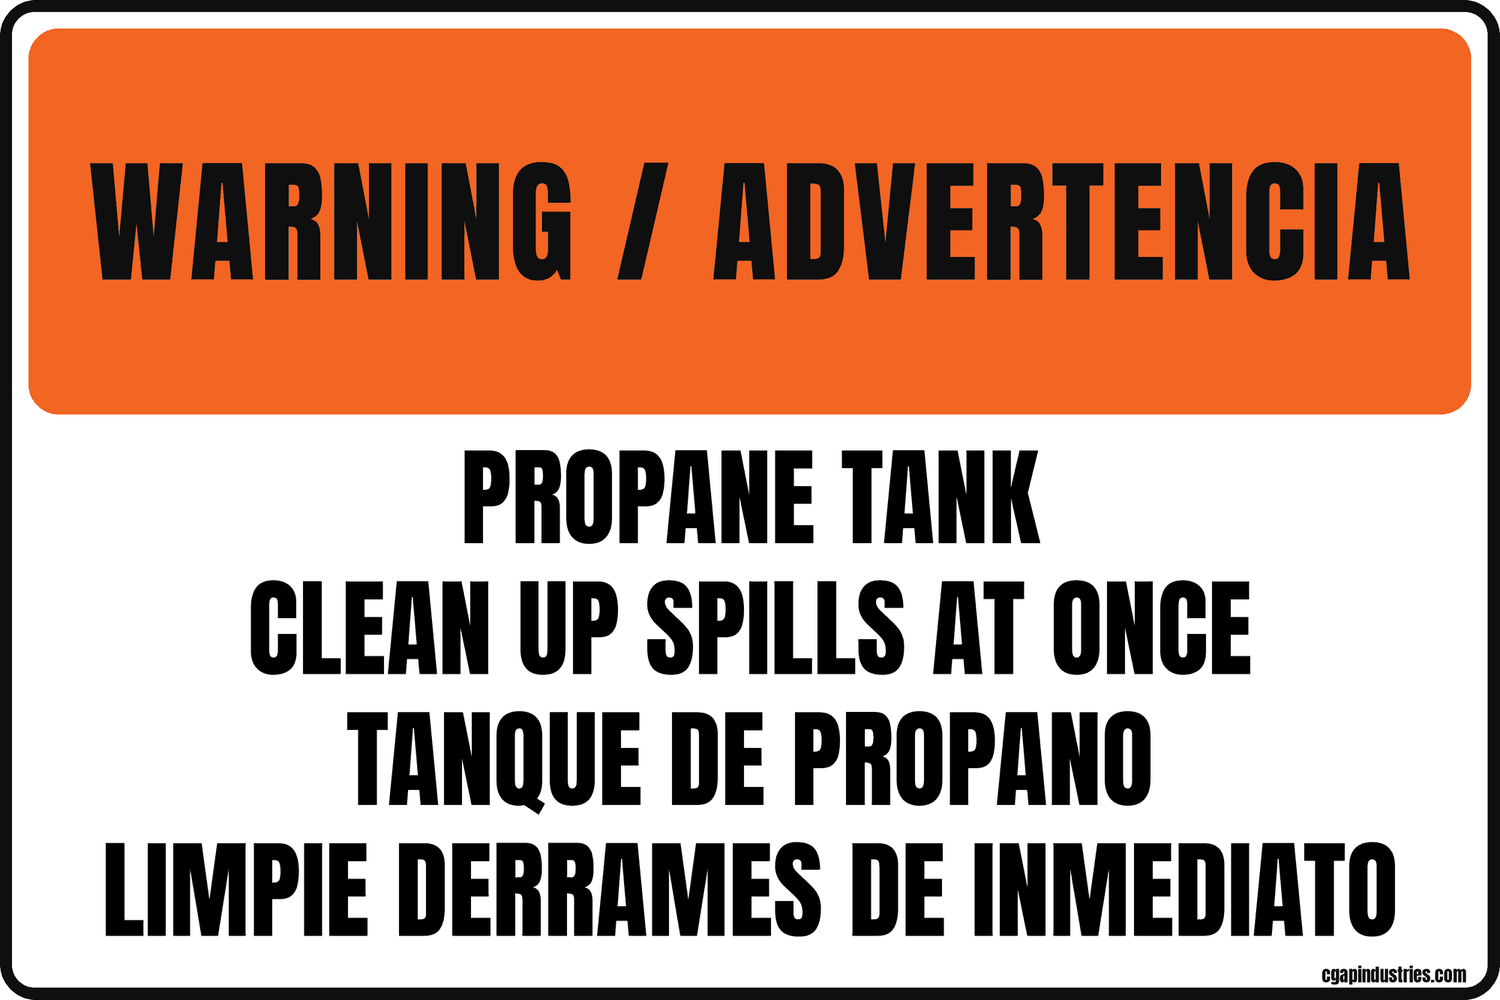 WARNING / ADVERTENCIA
PROPANE TANK
CLEAN UP SPILLS AT ONCE
TANQUE DE PROPANO
LIMPIE DERRAMES DE INMEDIATO
cgapindustries.com